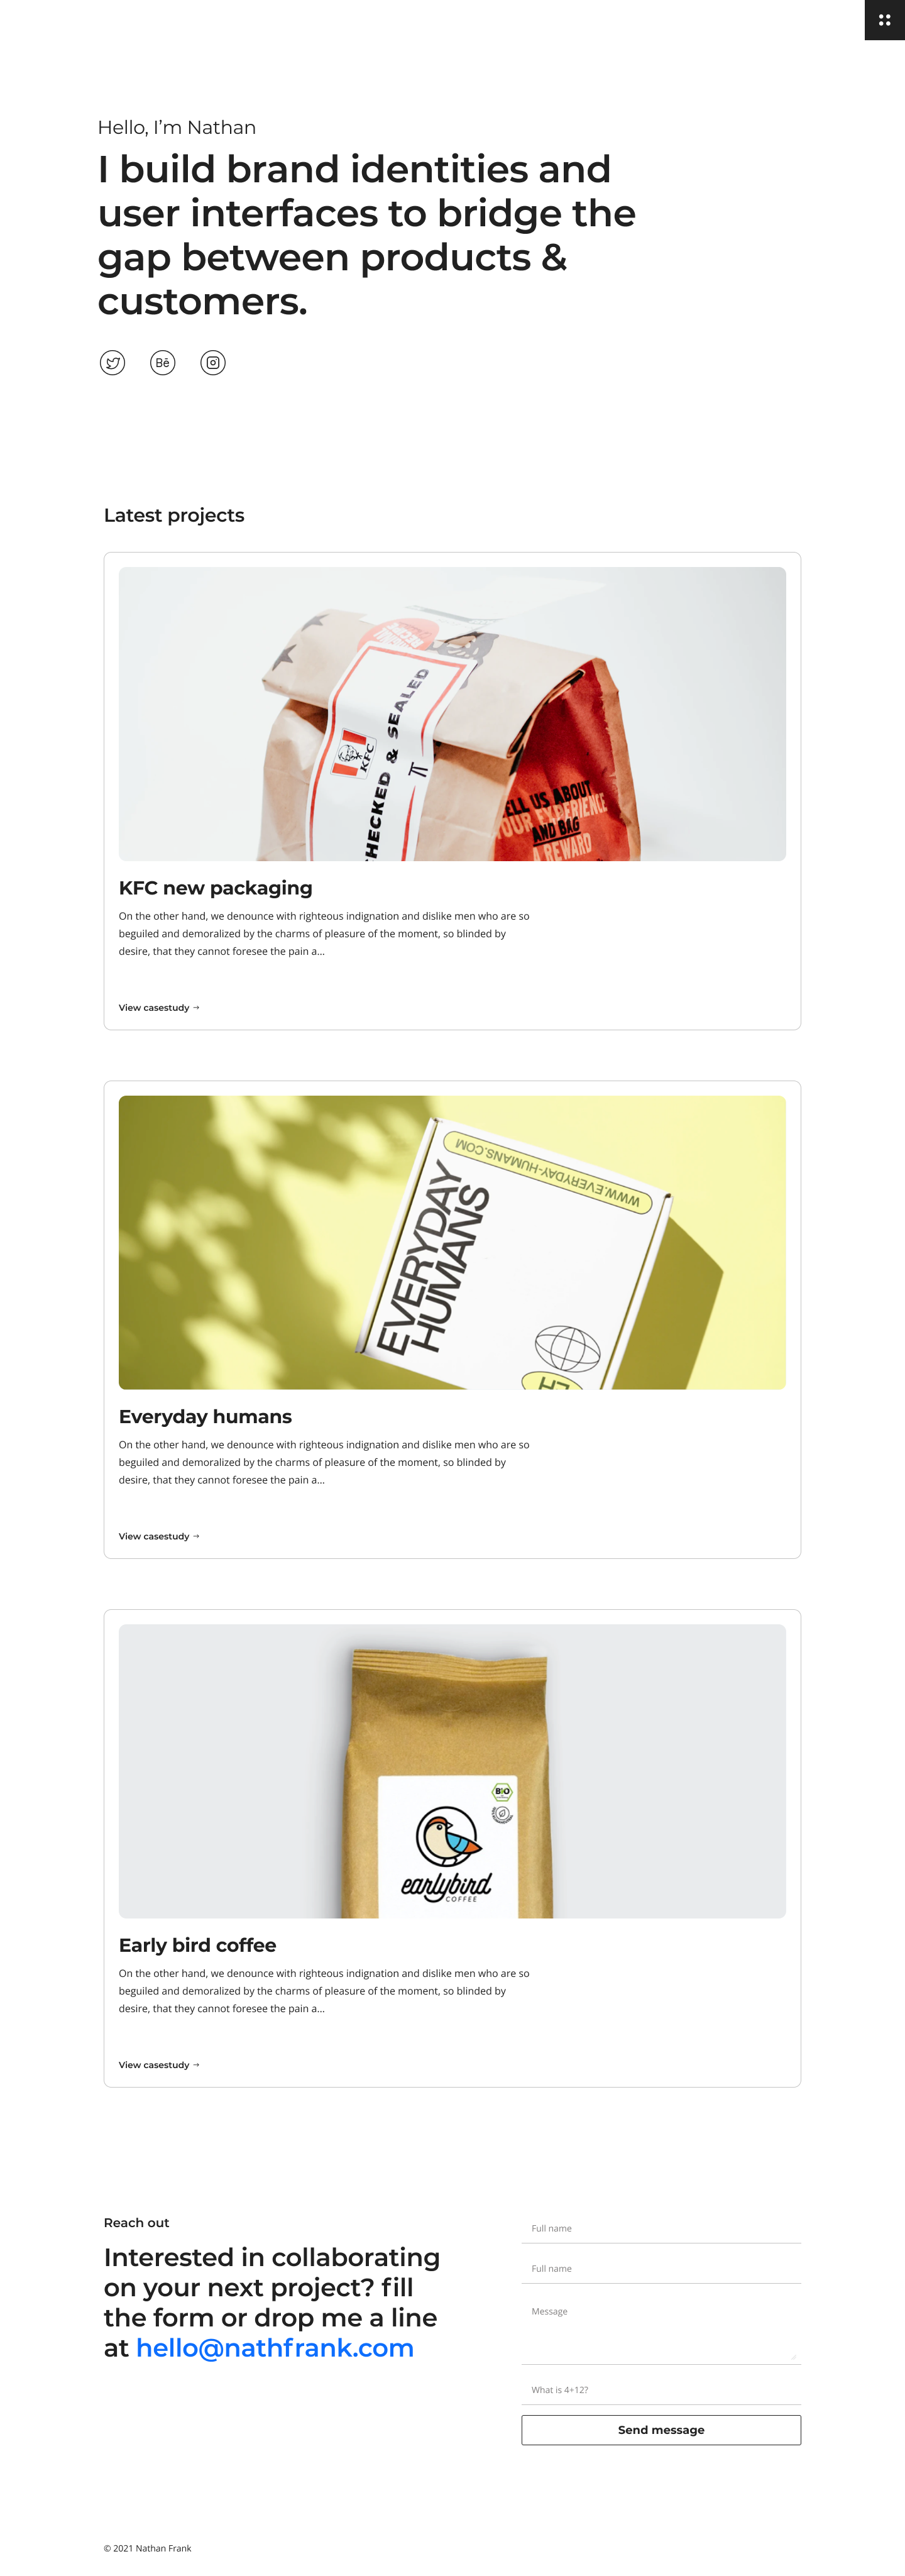 Hello, I’m Nathan
I build brand identities and
user interfaces to bridge the
gap between products &
customers.
Bē
Latest projects
CHECKED & SEALED
KFC
TELL US ABOUT
YOUR EXPERIENCE
AND BAG
A REWARD
KFC new packaging
On the other hand, we denounce with righteous indignation and dislike men who are so
beguiled and demoralized by the charms of pleasure of the moment, so blinded by
desire, that they cannot foresee the pain a...
View casestudy →
WWW.EVERYDAY-HUMANS.COM
EVERYDAY
HUMANS
Everyday humans
On the other hand, we denounce with righteous indignation and dislike men who are so
beguiled and demoralized by the charms of pleasure of the moment, so blinded by
desire, that they cannot foresee the pain a...
View casestudy →
BIO
earlybird
COFFEE
Early bird coffee
On the other hand, we denounce with righteous indignation and dislike men who are so
beguiled and demoralized by the charms of pleasure of the moment, so blinded by
desire, that they cannot foresee the pain a...
View casestudy →
Reach out
Interested in collaborating
on your next project? fill
the form or drop me a line
at hello@nathfrank.com
Full name
Full name
Message
What is 4+12?
Send message
© 2021 Nathan Frank